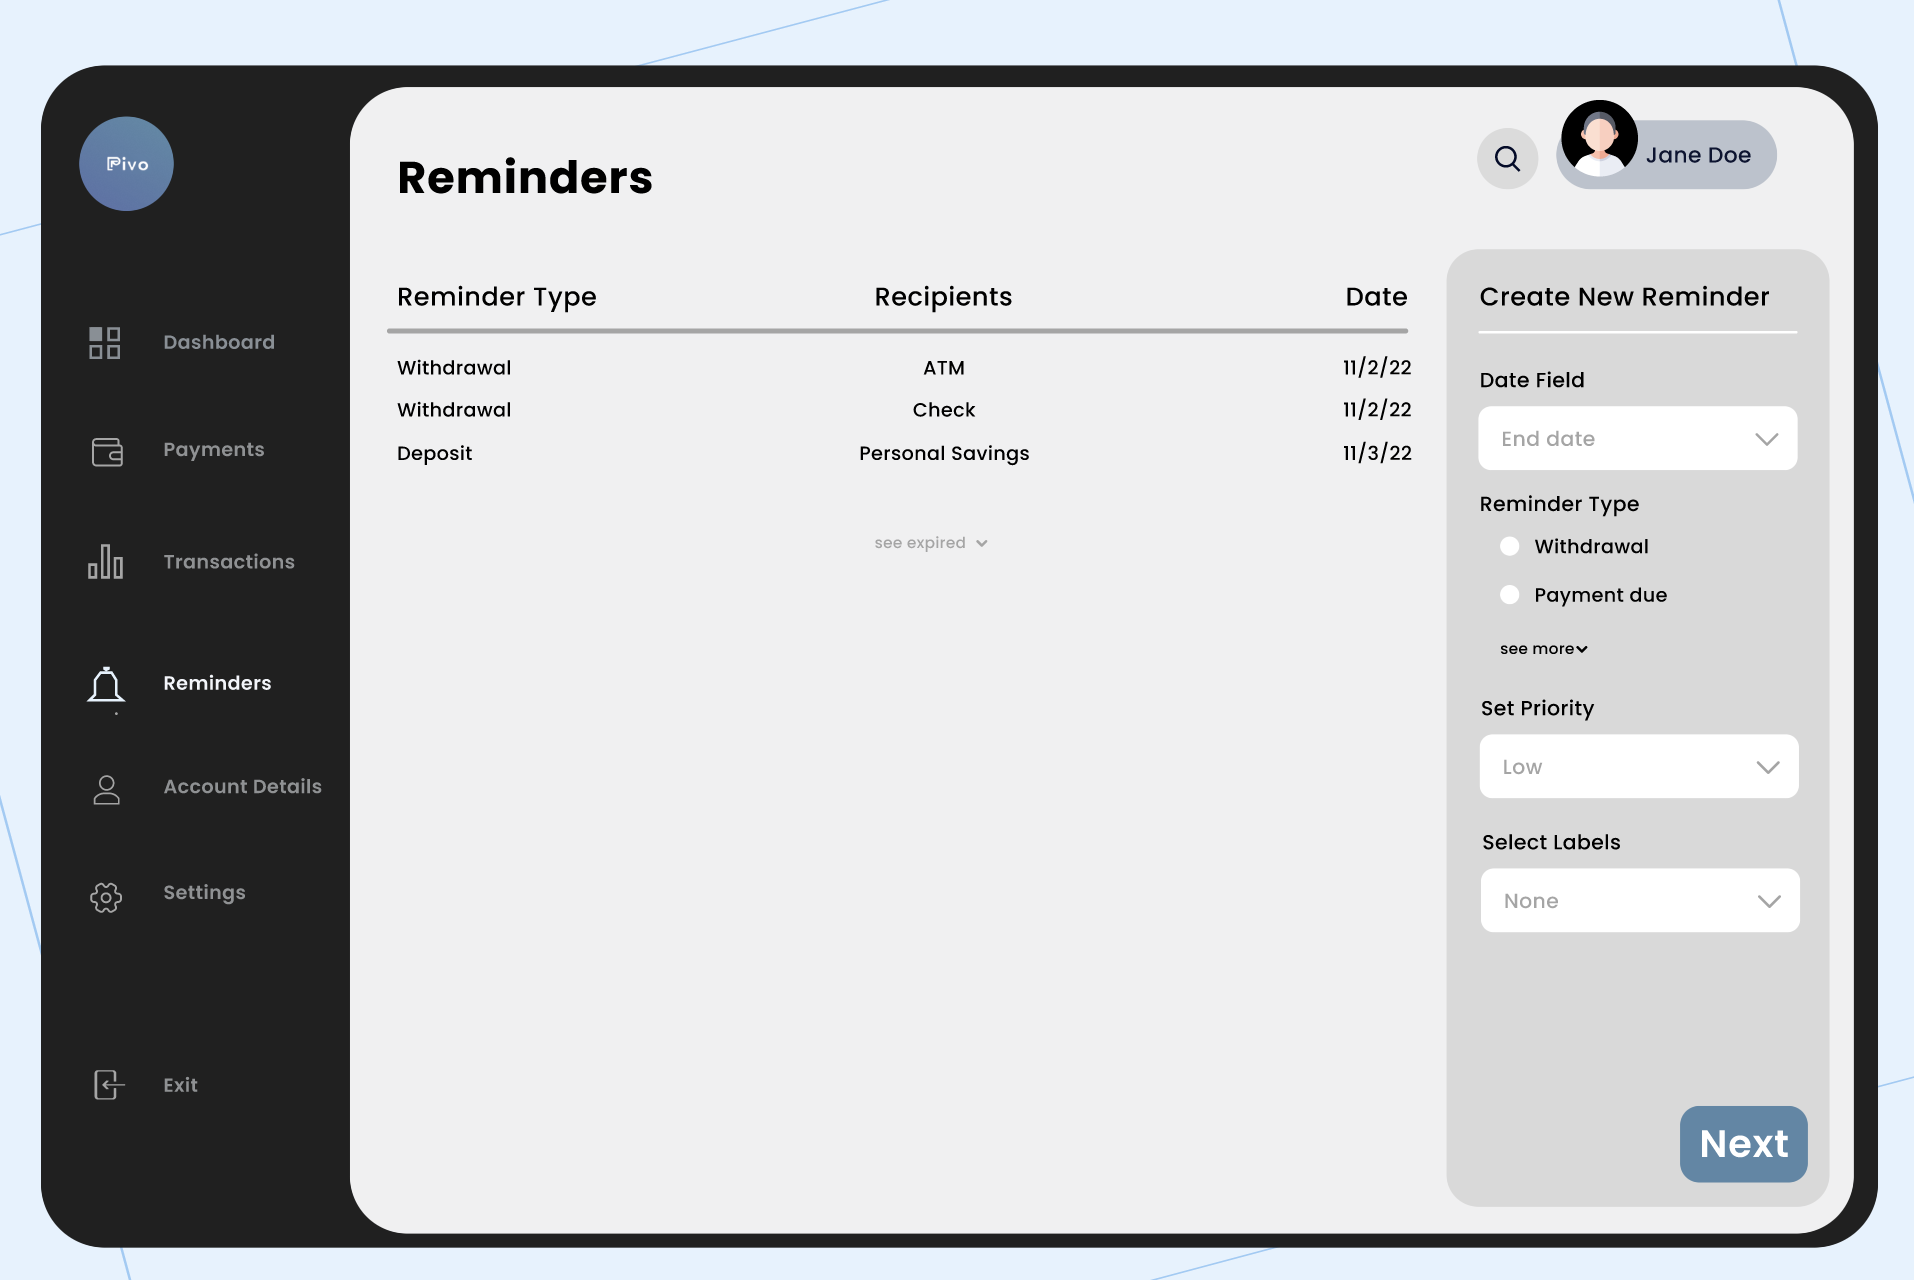 Pivo
Dashboard
Payments
Transactions
Reminders
Account Details
Settings
Exit
Reminders
Jane Doe
Reminder Type Recipients Date
Withdrawal ATM 11/2/22
Withdrawal Check 11/2/22
Deposit Personal Savings 11/3/22
see expired
Create New Reminder
Date Field
End date
Reminder Type
Withdrawal
Payment due
see more
Set Priority
Low
Select Labels
None
Next